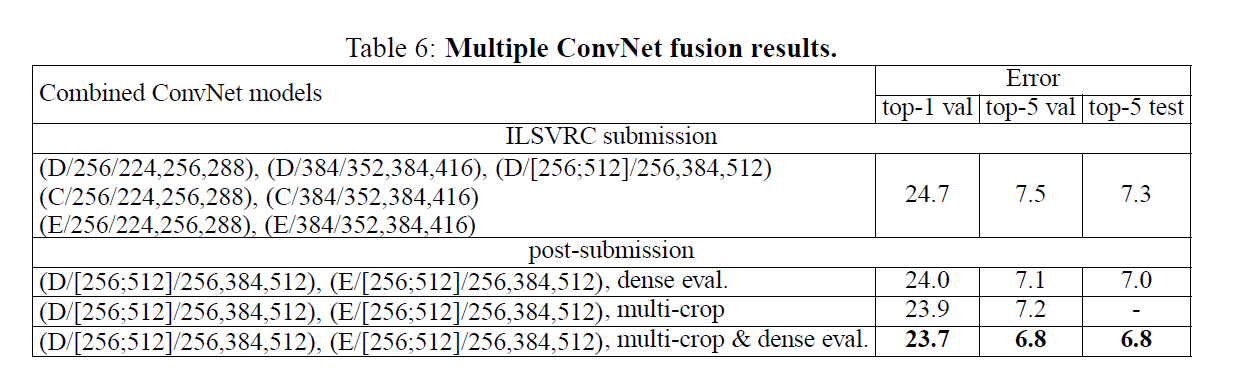 Table 6: Multiple ConvNet fusion results.
Combined ConvNet models
Error
top-1 val top-5 val top-5 test
ILSVRC submission
(D/256/224,256,288), (D/384/352,384,416), (D/[256;512]/256,384,512)
(C/256/224,256,288), (C/384/352,384,416)
(E/256/224,256,288), (E/384/352,384,416)
24.7 7.5 7.3
post-submission
(D/[256;512]/256,384,512), (E/[256;512]/256,384,512), dense eval. 24.0 7.1 7.0
(D/[256;512]/256,384,512), (E/[256;512]/256,384,512), multi-crop 23.9 7.2 -
(D/[256;512]/256,384,512), (E/[256;512]/256,384,512), multi-crop & dense eval. 23.7 6.8 6.8